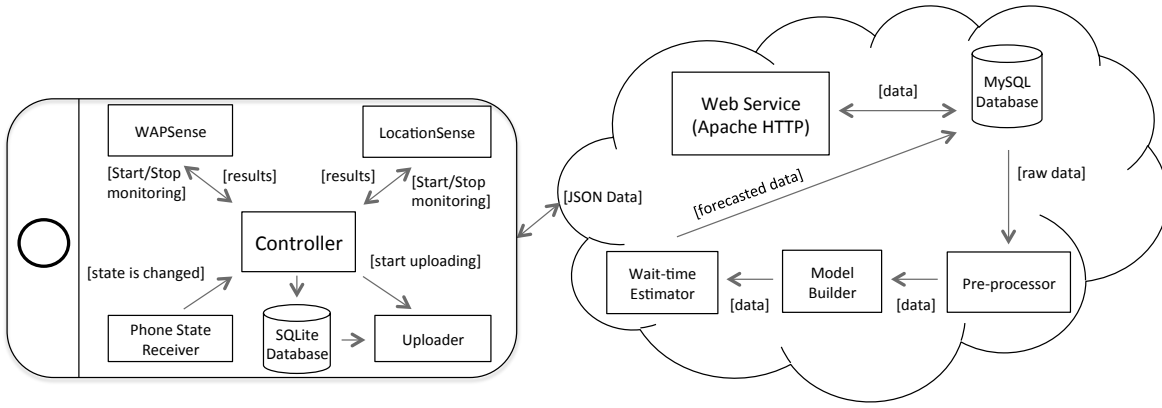 WAPSense
LocationSense
[Start/Stop
monitoring]
[results]
[results]
[Start/Stop
monitoring]
Controller
[state is changed]
[start uploading]
Phone State
Receiver
SQLite
Database
Uploader
[JSON Data]
Web Service
(Apache HTTP)
[data]
MySQL
Database
[forecasted data]
[raw data]
Wait-time
Estimator
[data]
Model
Builder
[data]
Pre-processor